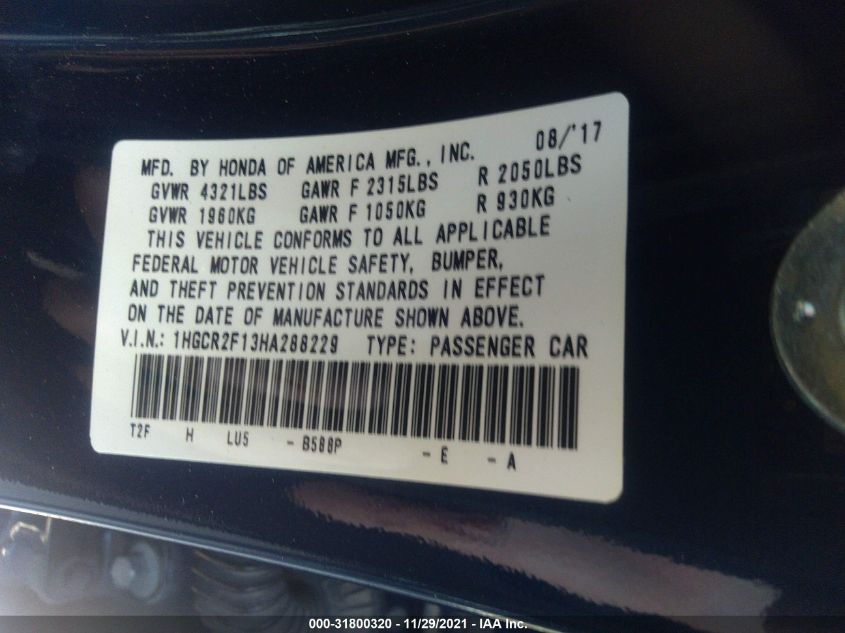 08/'17
MFD. BY HONDA OF AMERICA MFG., INC.
GVWR 4321LBS GAWR F 2315LBS R 2050LBS
GVWR 1960KG GAWR F 1050KG R 930KG
THIS VEHICLE CONFORMS TO ALL APPLICABLE
FEDERAL MOTOR VEHICLE SAFETY, BUMPER,
AND THEFT PREVENTION STANDARDS IN EFFECT
ON THE DATE OF MANUFACTURE SHOWN ABOVE.
V.I.N.: 1HGCR2F13HA288229 TYPE: PASSENGER CAR
T2F H LU5 - B588P - E - A
000-31800320 - 11/29/2021 - IAA Inc.